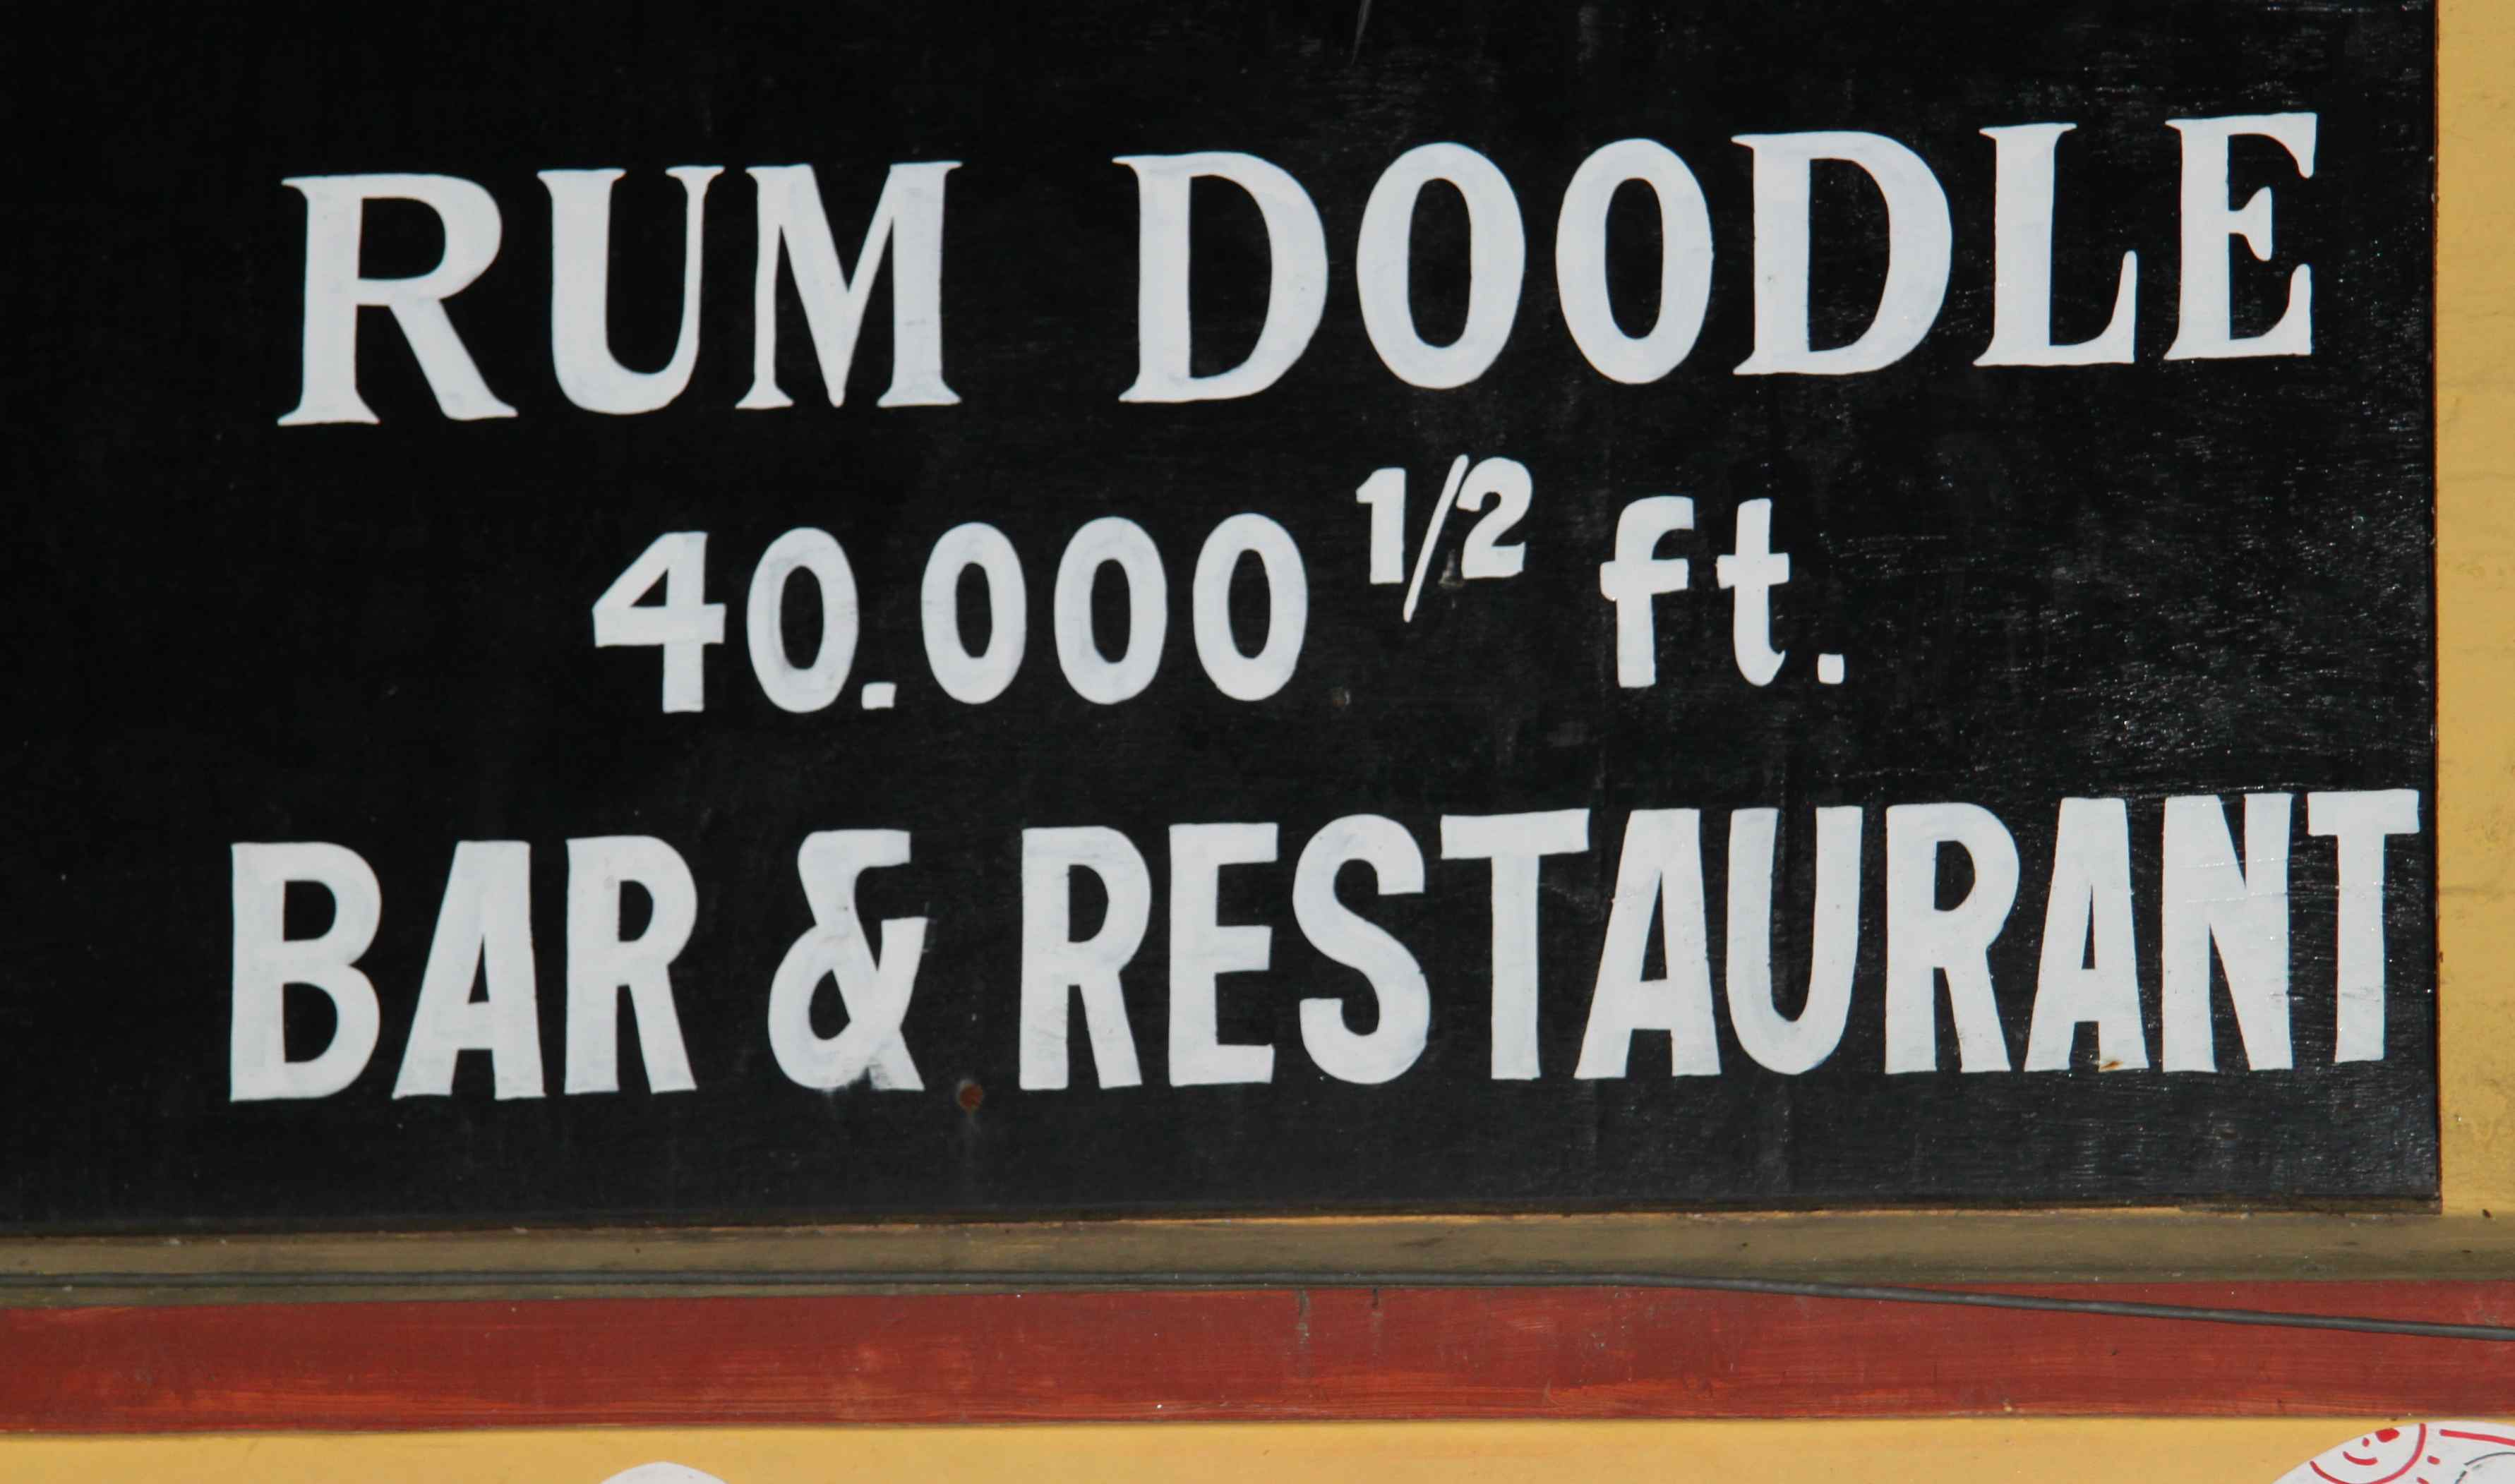 RUM DOODLE
40.000 1/2 ft.
BAR & RESTAURANT